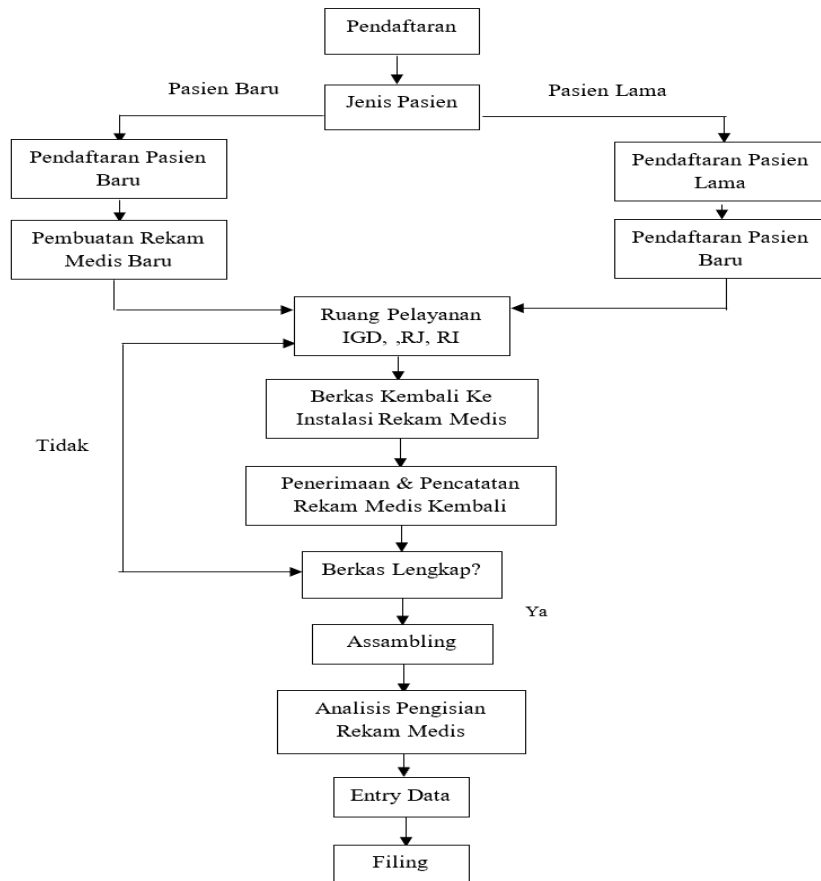 Pendaftaran
Pasien Baru
Jenis Pasien
Pasien Lama
Pendaftaran Pasien
Baru
Pendaftaran Pasien
Lama
Pembuatan Rekam
Medis Baru
Pendaftaran Pasien
Baru
Ruang Pelayanan
IGD, ,RJ, RI
Berkas Kembali Ke
Instalasi Rekam Medis
Tidak
Penerimaan & Pencatatan
Rekam Medis Kembali
Berkas Lengkap?
Ya
Assambling
Analisis Pengisian
Rekam Medis
Entry Data
Filing